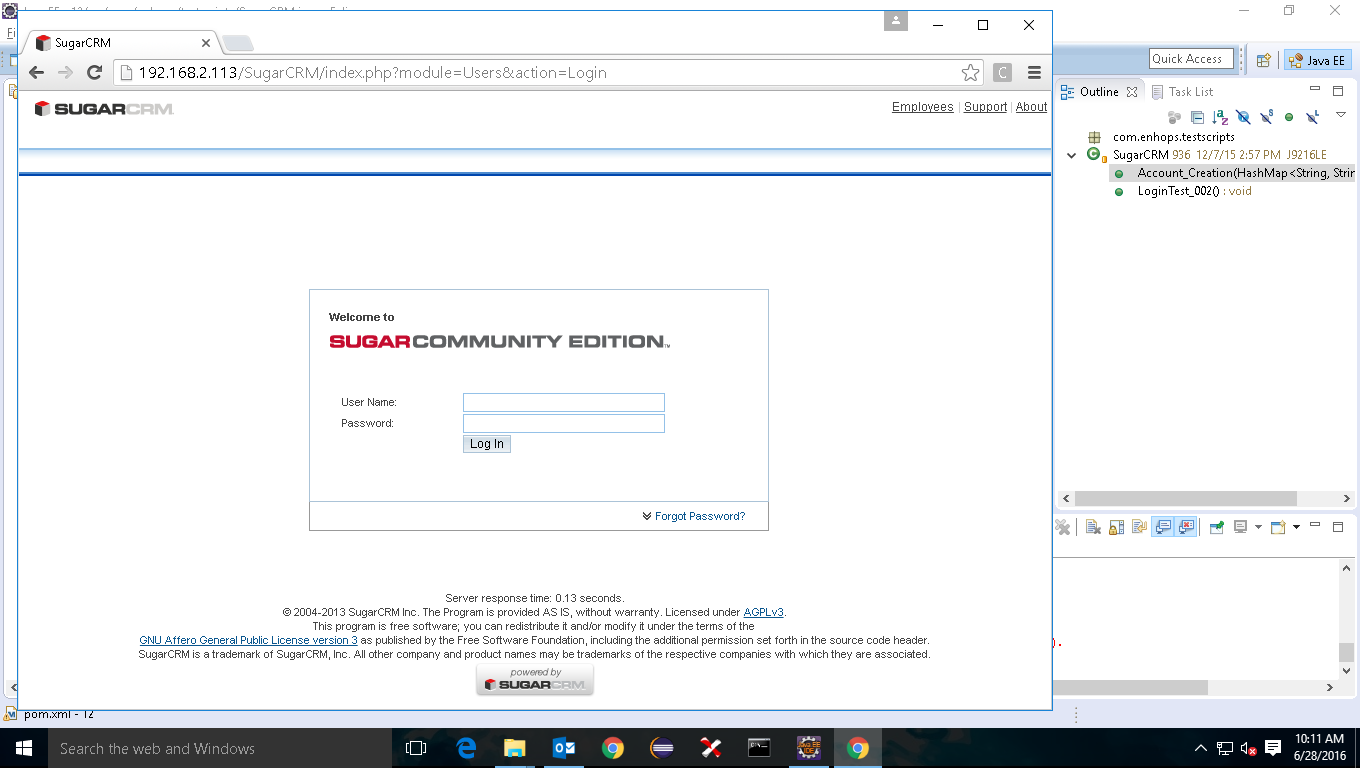 SugarCRM
192.168.2.113/SugarCRM/index.php?module=Users&action=Login
Quick Access
Java EE
SUGARCRM
Employees | Support | About
Outline
Task List
com.enhops.testscripts
SugarCRM 936 12/7/15 2:57 PM J9216LE
Account_Creation(HashMap<String, Strin
LoginTest_002() : void
Welcome to
SUGARCOMMUNITY EDITION.™
User Name:
Password:
Log In
Forgot Password?
Server response time: 0.13 seconds.
© 2004-2013 SugarCRM Inc. The Program is provided AS IS, without warranty. Licensed under AGPLv3.
This program is free software; you can redistribute it and/or modify it under the terms of the
GNU Affero General Public License version 3 as published by the Free Software Foundation, including the additional permission set forth in the source code header.
SugarCRM is a trademark of SugarCRM, Inc. All other company and product names may be trademarks of the respective companies with which they are associated.
powered by
SUGARCRM
pom.xml - 12
Search the web and Windows
10:11 AM
6/28/2016